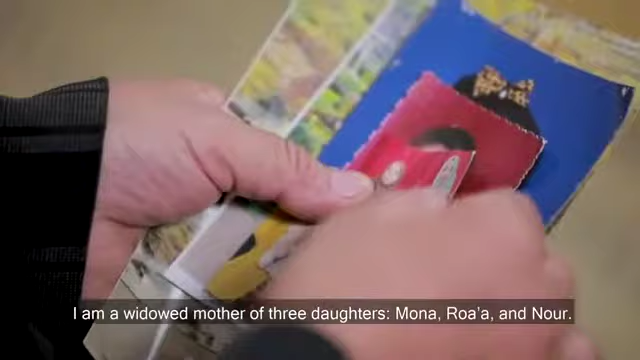 I am a widowed mother of three daughters: Mona, Roa'a, and Nour.